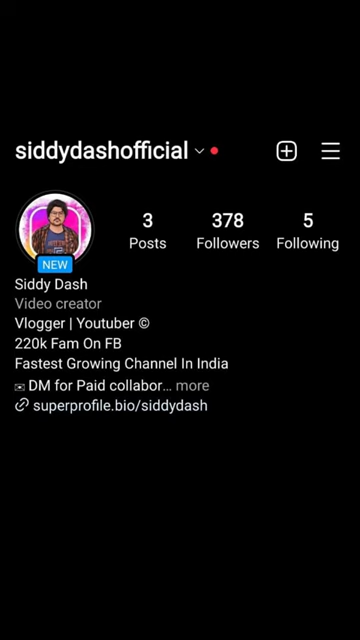 siddydashofficial
3 378 5
Posts Followers Following
NEW
Siddy Dash
Video creator
Vlogger | Youtuber ©
220k Fam On FB
Fastest Growing Channel In India
✉️ DM for Paid collabor... more
superprofile.bio/siddydash